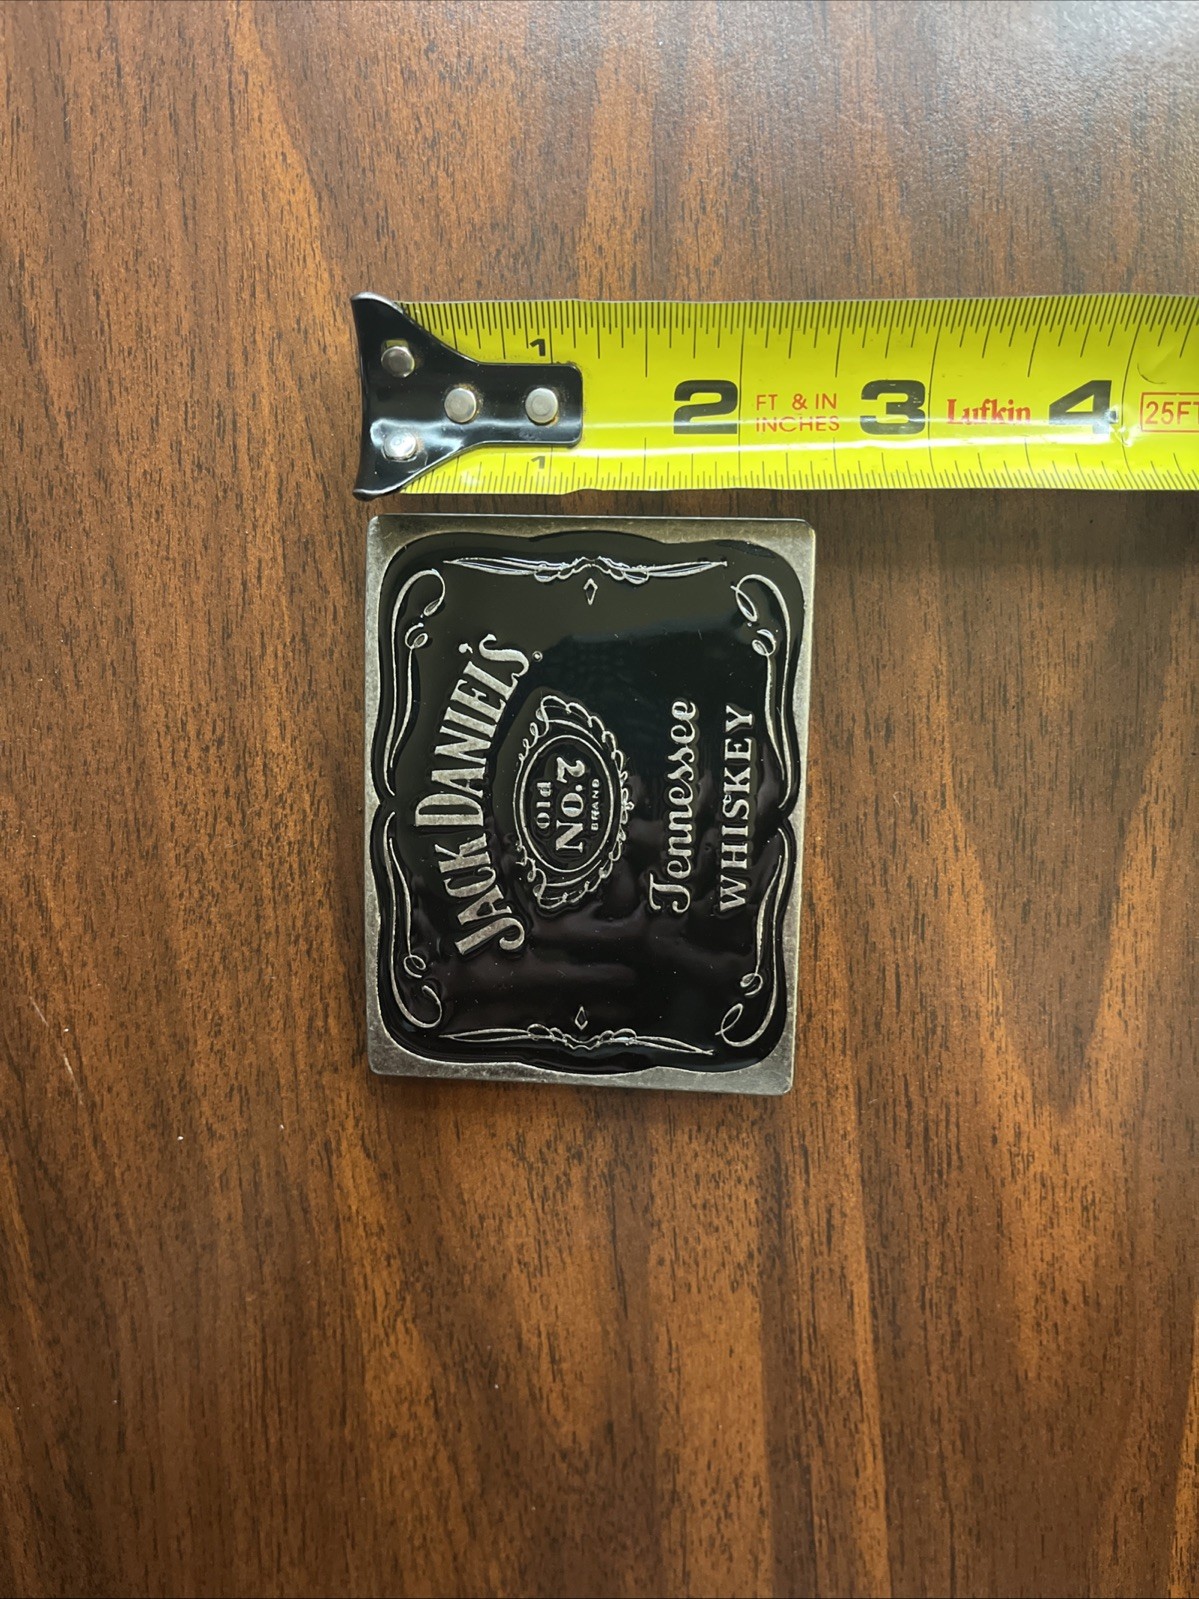 1
2
FT & IN
INCHES
3
Lufkin
4
25FT
1
JACK DANIEL'S
Old
No. 7
BRAND
Tennessee
WHISKEY